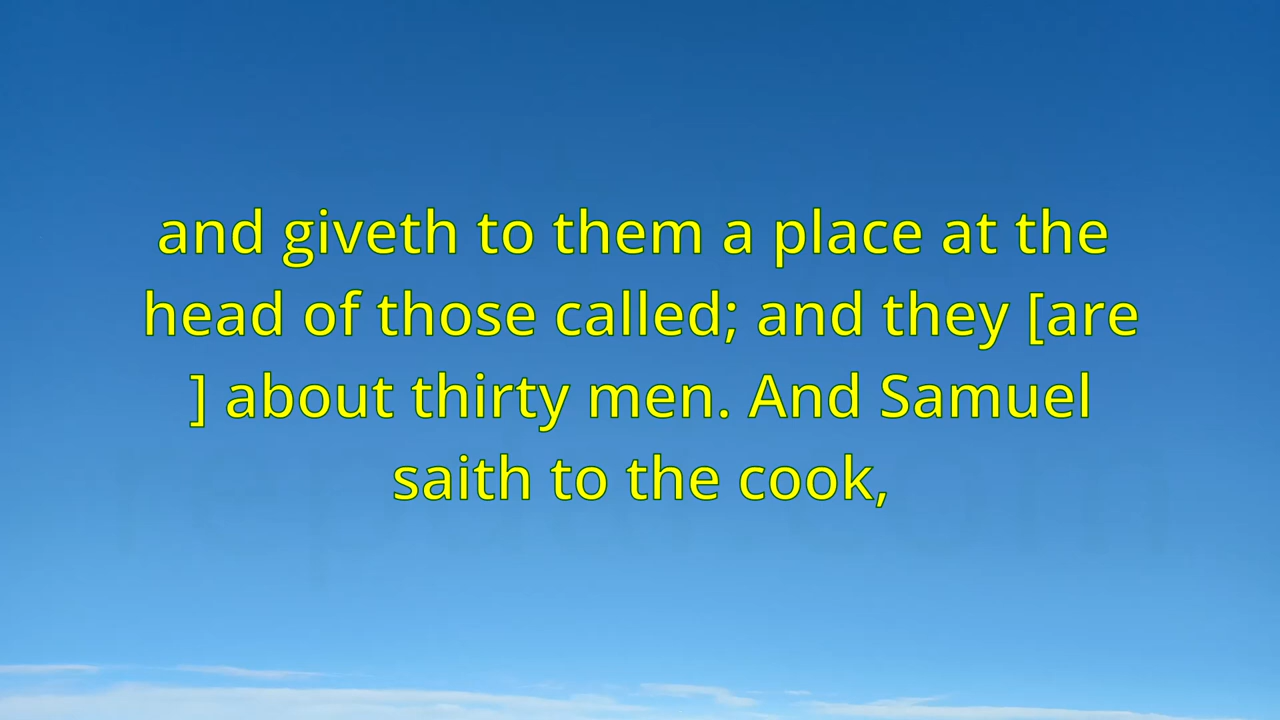 and giveth to them a place at the
head of those called; and they [are
] about thirty men. And Samuel
saith to the cook,